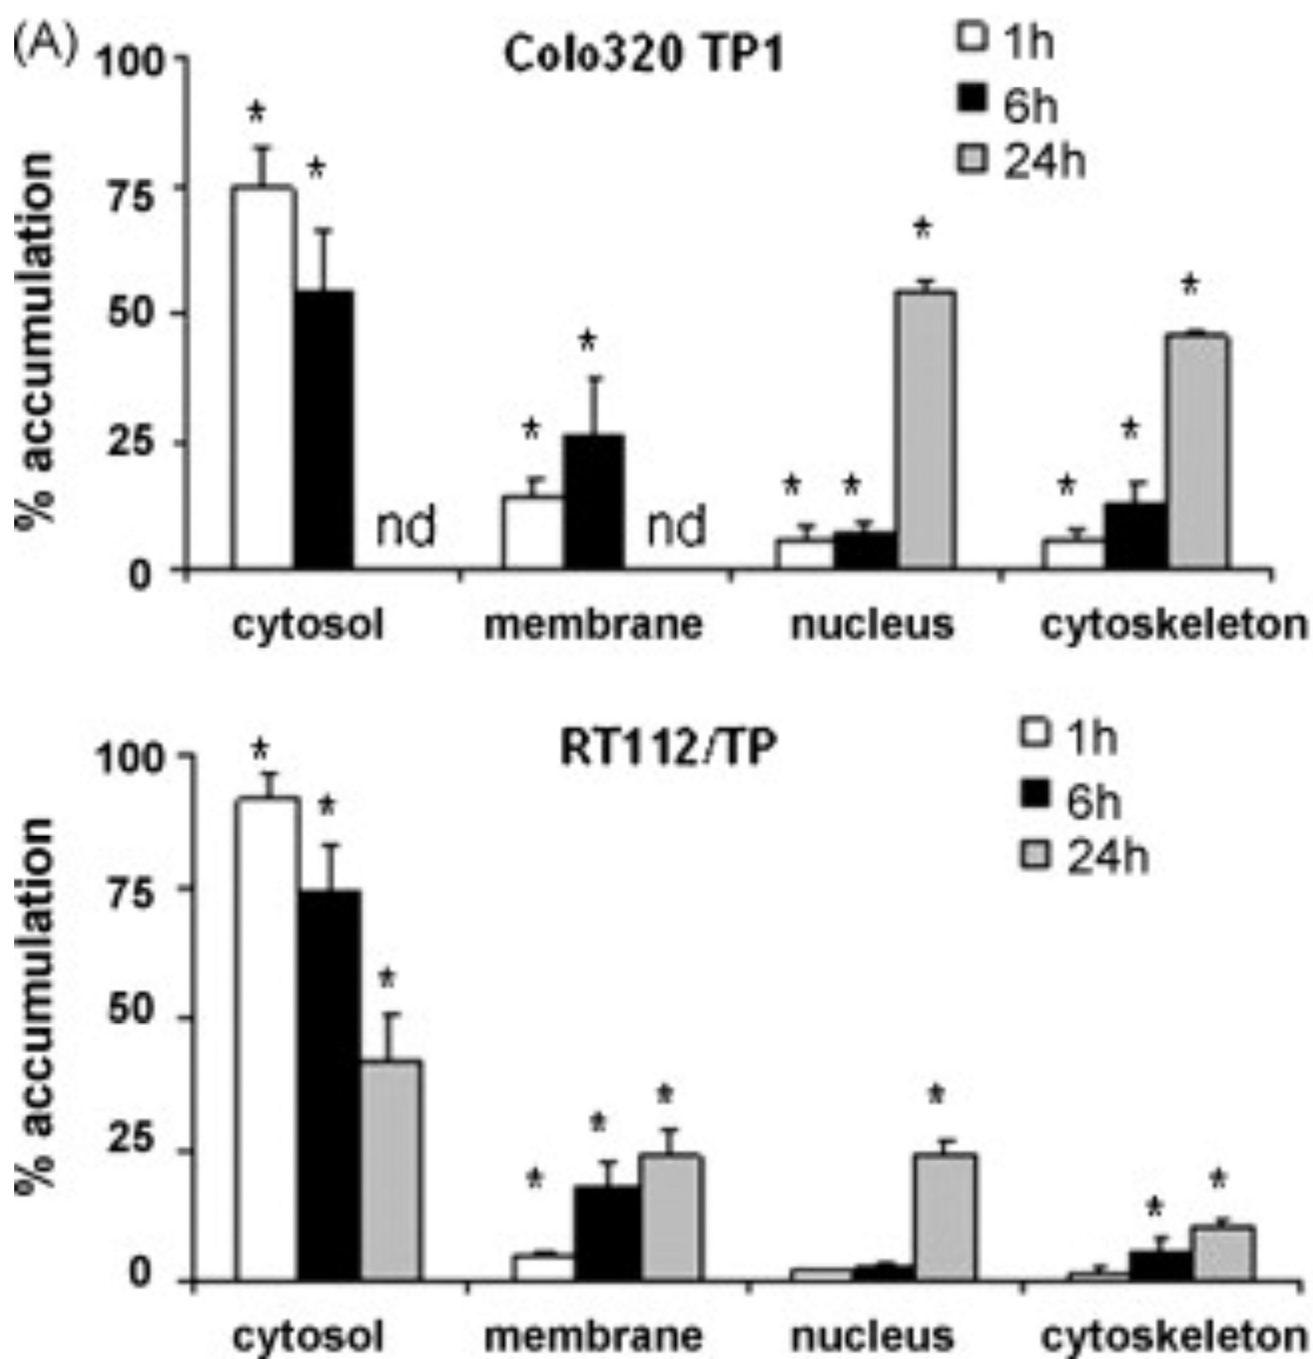 (A)
Colo320 TP1
1h
6h
24h
% accumulation
100
75
50
25
0
* *
nd
* *
nd
* * *
* * *
cytosol membrane nucleus cytoskeleton
RT112/TP
1h
6h
24h
% accumulation
100
75
50
25
0
* * *
* * *
*
* *
cytosol membrane nucleus cytoskeleton